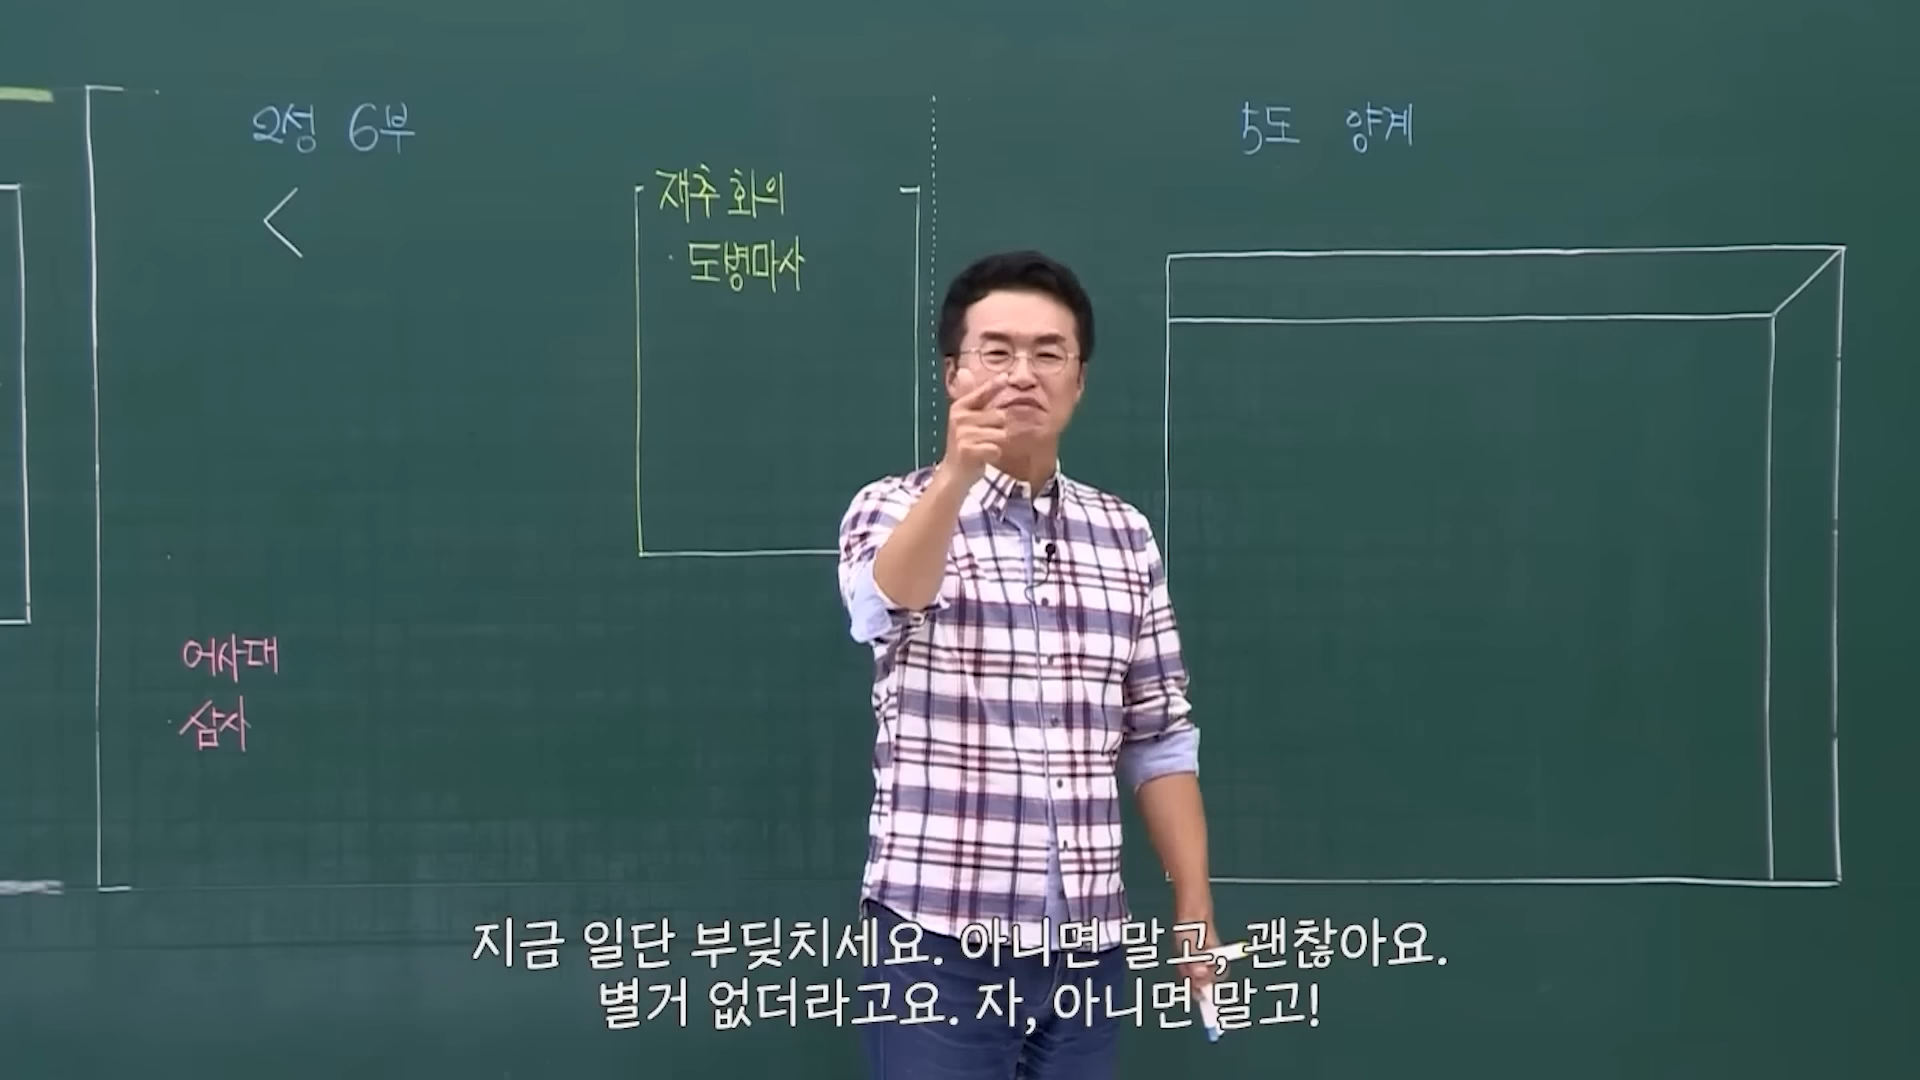 2성 6부
5도 양계
재추 화의
· 도병마사
어사대
삼사
지금 일단 부딪치세요. 아니면 말고, 괜찮아요.
별거 없더라고요. 자, 아니면 말고!